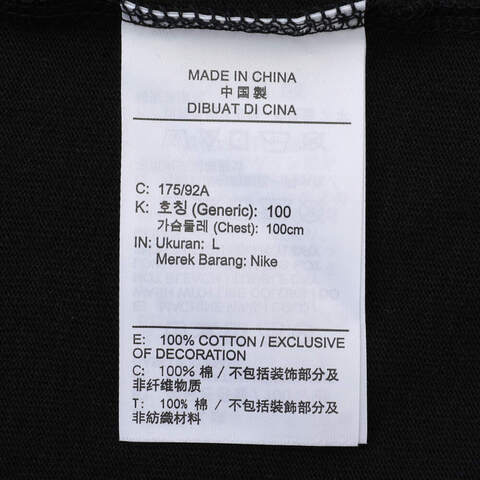 MADE IN CHINA
中国製
DIBUAT DI CINA
C: 175/92A
K: 호칭 (Generic): 100
가슴둘레 (Chest): 100cm
IN: Ukuran: L
Merek Barang: Nike
E: 100% COTTON / EXCLUSIVE
OF DECORATION
C: 100% 棉 / 不包括装饰部分及
非纤维物质
T: 100% 棉 / 不包括裝飾部分及
非紡織材料